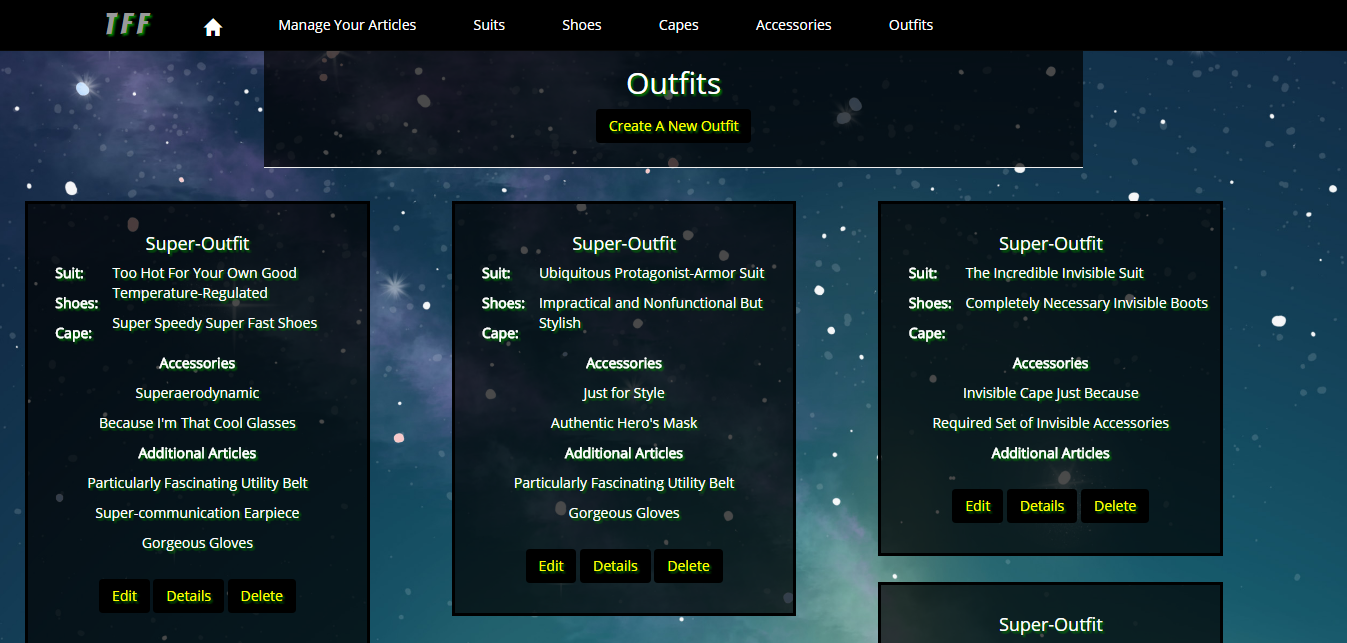 TFF
Manage Your Articles
Suits
Shoes
Capes
Accessories
Outfits
Outfits
Create A New Outfit
Super-Outfit
Suit:
Too Hot For Your Own Good
Temperature-Regulated
Shoes:
Super Speedy Super Fast Shoes
Cape:
Accessories
Superaerodynamic
Because I'm That Cool Glasses
Additional Articles
Particularly Fascinating Utility Belt
Super-communication Earpiece
Gorgeous Gloves
Edit
Details
Delete
Super-Outfit
Suit:
Ubiquitous Protagonist-Armor Suit
Shoes:
Impractical and Nonfunctional But
Stylish
Cape:
Accessories
Just for Style
Authentic Hero's Mask
Additional Articles
Particularly Fascinating Utility Belt
Gorgeous Gloves
Edit
Details
Delete
Super-Outfit
Suit:
The Incredible Invisible Suit
Shoes:
Completely Necessary Invisible Boots
Cape:
Accessories
Invisible Cape Just Because
Required Set of Invisible Accessories
Additional Articles
Edit
Details
Delete
Super-Outfit